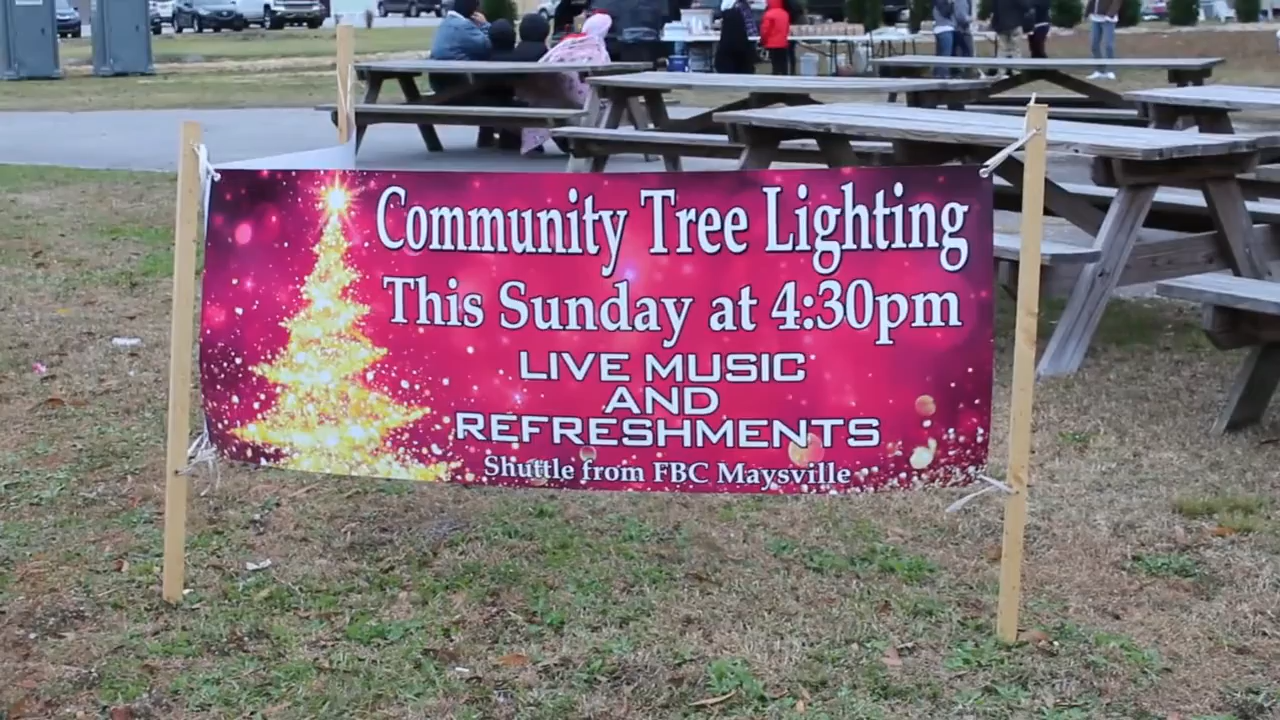 Community Tree Lighting
This Sunday at 4:30pm
LIVE MUSIC
AND
REFRESHMENTS
Shuttle from FBC Maysville